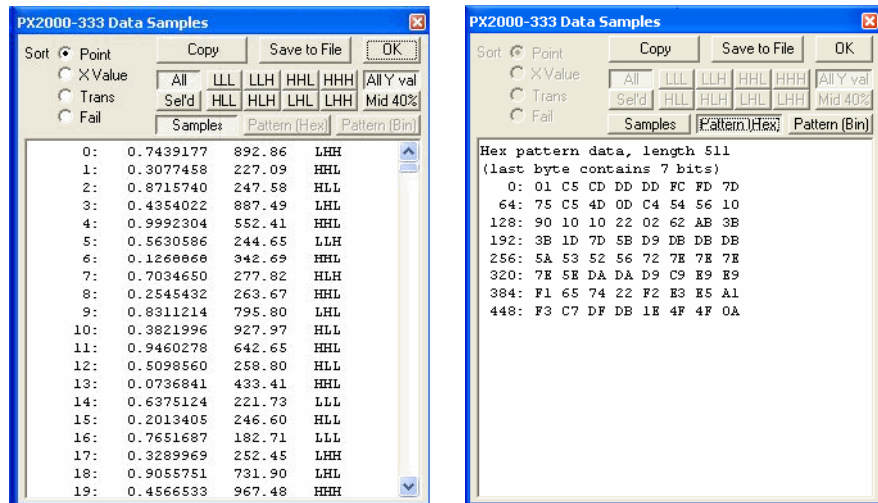 PX2000-333 Data Samples
Sort Point Copy Save to File OK
X Value All LLL LLH HHL HHH All Y val
Trans Sel'd HLL HLH LHL LHH Mid 40%
Fail Samples Pattern (Hex) Pattern (Bin)
0: 0.7439177 892.86 LHH
1: 0.3077458 227.09 HHL
2: 0.8715740 247.58 HLL
3: 0.4354022 887.49 LHL
4: 0.9992304 552.41 HHL
5: 0.5630586 244.65 LLH
6: 0.1268868 342.69 HHL
7: 0.7034650 277.82 HLH
8: 0.2545432 263.67 HHL
9: 0.8311214 795.80 LHL
10: 0.3821996 927.97 HLL
11: 0.9460278 642.65 HHL
12: 0.5098560 258.80 HLL
13: 0.0736841 433.41 HHL
14: 0.6375124 221.73 LLL
15: 0.2013405 246.60 HLL
16: 0.7651687 182.71 LLL
17: 0.3289969 252.45 LHH
18: 0.9055751 731.90 LHL
19: 0.4566533 967.48 HHH
PX2000-333 Data Samples
Sort Point Copy Save to File OK
X Value All LLL LLH HHL HHH All Y val
Trans Sel'd HLL HLH LHL LHH Mid 40%
Fail Samples Pattern (Hex) Pattern (Bin)
Hex pattern data, length 511
(last byte contains 7 bits)
0: 01 C5 CD DD DD FC FD 7D
64: 75 C5 4D 0D C4 54 56 10
128: 90 10 10 22 02 62 AB 3B
192: 3B 1D 7D 5B D9 DB DB DB
256: 5A 53 52 56 72 7E 7E 7E
320: 7E 5E DA DA D9 C9 E9 E9
384: F1 65 74 22 F2 E3 E5 A1
448: F3 C7 DF DB 1E 4F 4F 0A